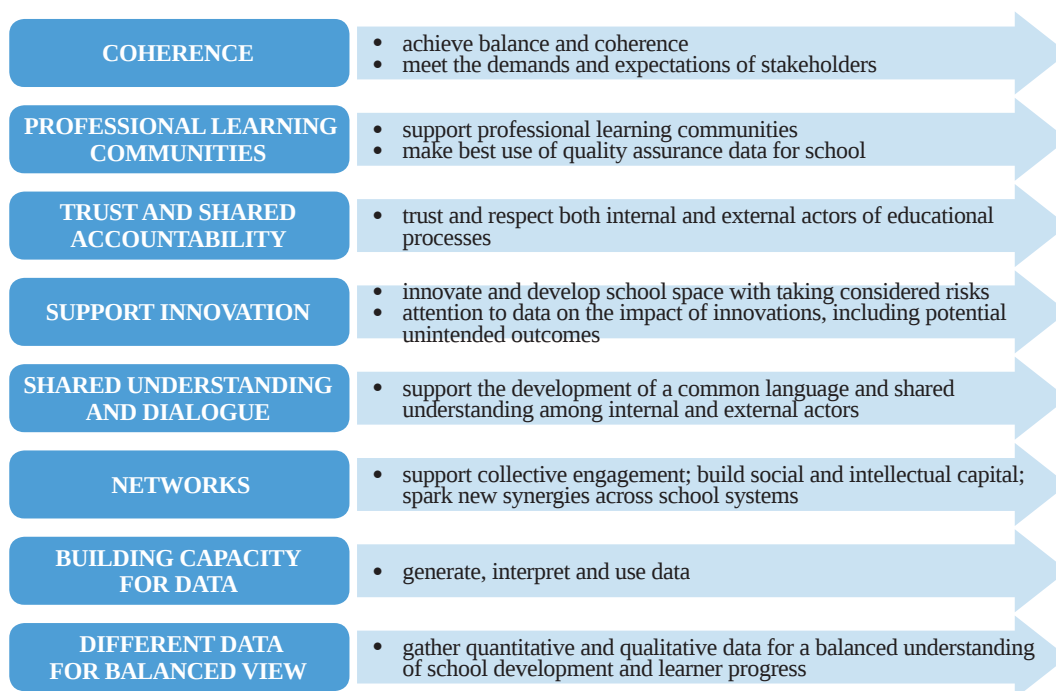 COHERENCE
• achieve balance and coherence
• meet the demands and expectations of stakeholders
PROFESSIONAL LEARNING
COMMUNITIES
• support professional learning communities
• make best use of quality assurance data for school
TRUST AND SHARED
ACCOUNTABILITY
• trust and respect both internal and external actors of educational
processes
SUPPORT INNOVATION
• innovate and develop school space with taking considered risks
• attention to data on the impact of innovations, including potential
unintended outcomes
SHARED UNDERSTANDING
AND DIALOGUE
• support the development of a common language and shared
understanding among internal and external actors
NETWORKS
• support collective engagement; build social and intellectual capital;
spark new synergies across school systems
BUILDING CAPACITY
FOR DATA
• generate, interpret and use data
DIFFERENT DATA
FOR BALANCED VIEW
• gather quantitative and qualitative data for a balanced understanding
of school development and learner progress